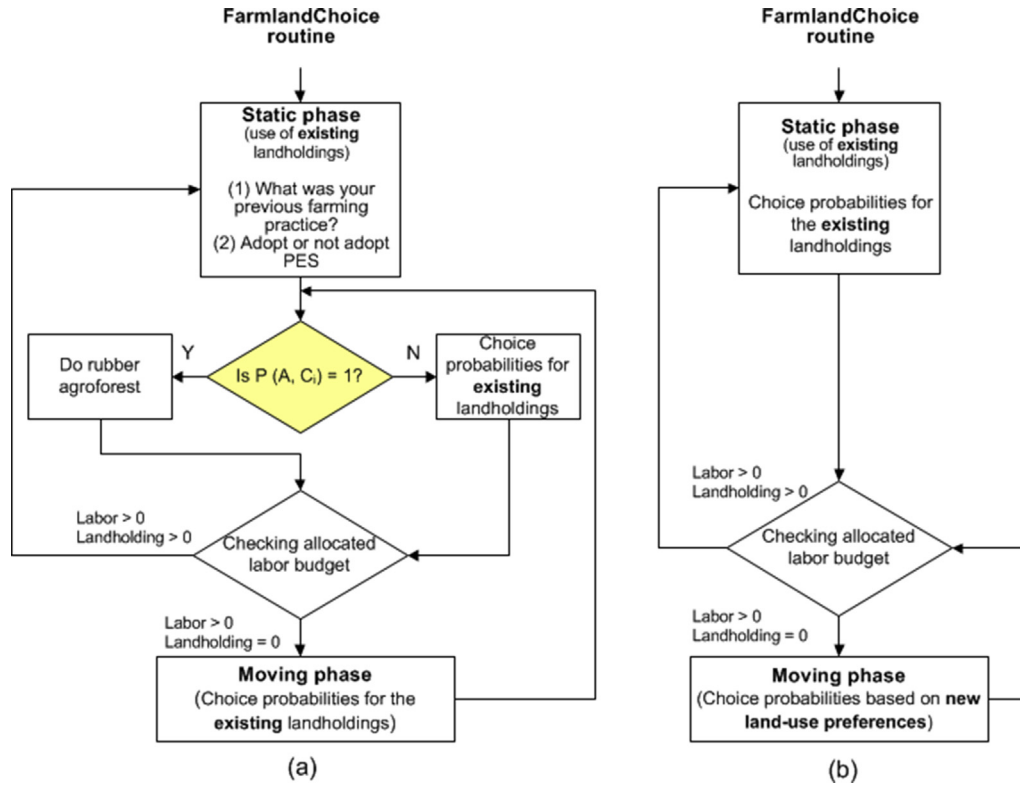 FarmlandChoice
routine
Static phase
(use of existing
landholdings)
(1) What was your
previous farming
practice?
(2) Adopt or not adopt
PES
Is P (A, Cᵢ) = 1?
Y
N
Do rubber
agroforest
Choice
probabilities for
existing
landholdings
Labor > 0
Landholding > 0
Checking allocated
labor budget
Labor > 0
Landholding = 0
Moving phase
(Choice probabilities for the
existing landholdings)
(a)
FarmlandChoice
routine
Static phase
(use of existing
landholdings)
Choice probabilities for
the existing
landholdings
Labor > 0
Landholding > 0
Checking allocated
labor budget
Labor > 0
Landholding = 0
Moving phase
(Choice probabilities based on new
land-use preferences)
(b)